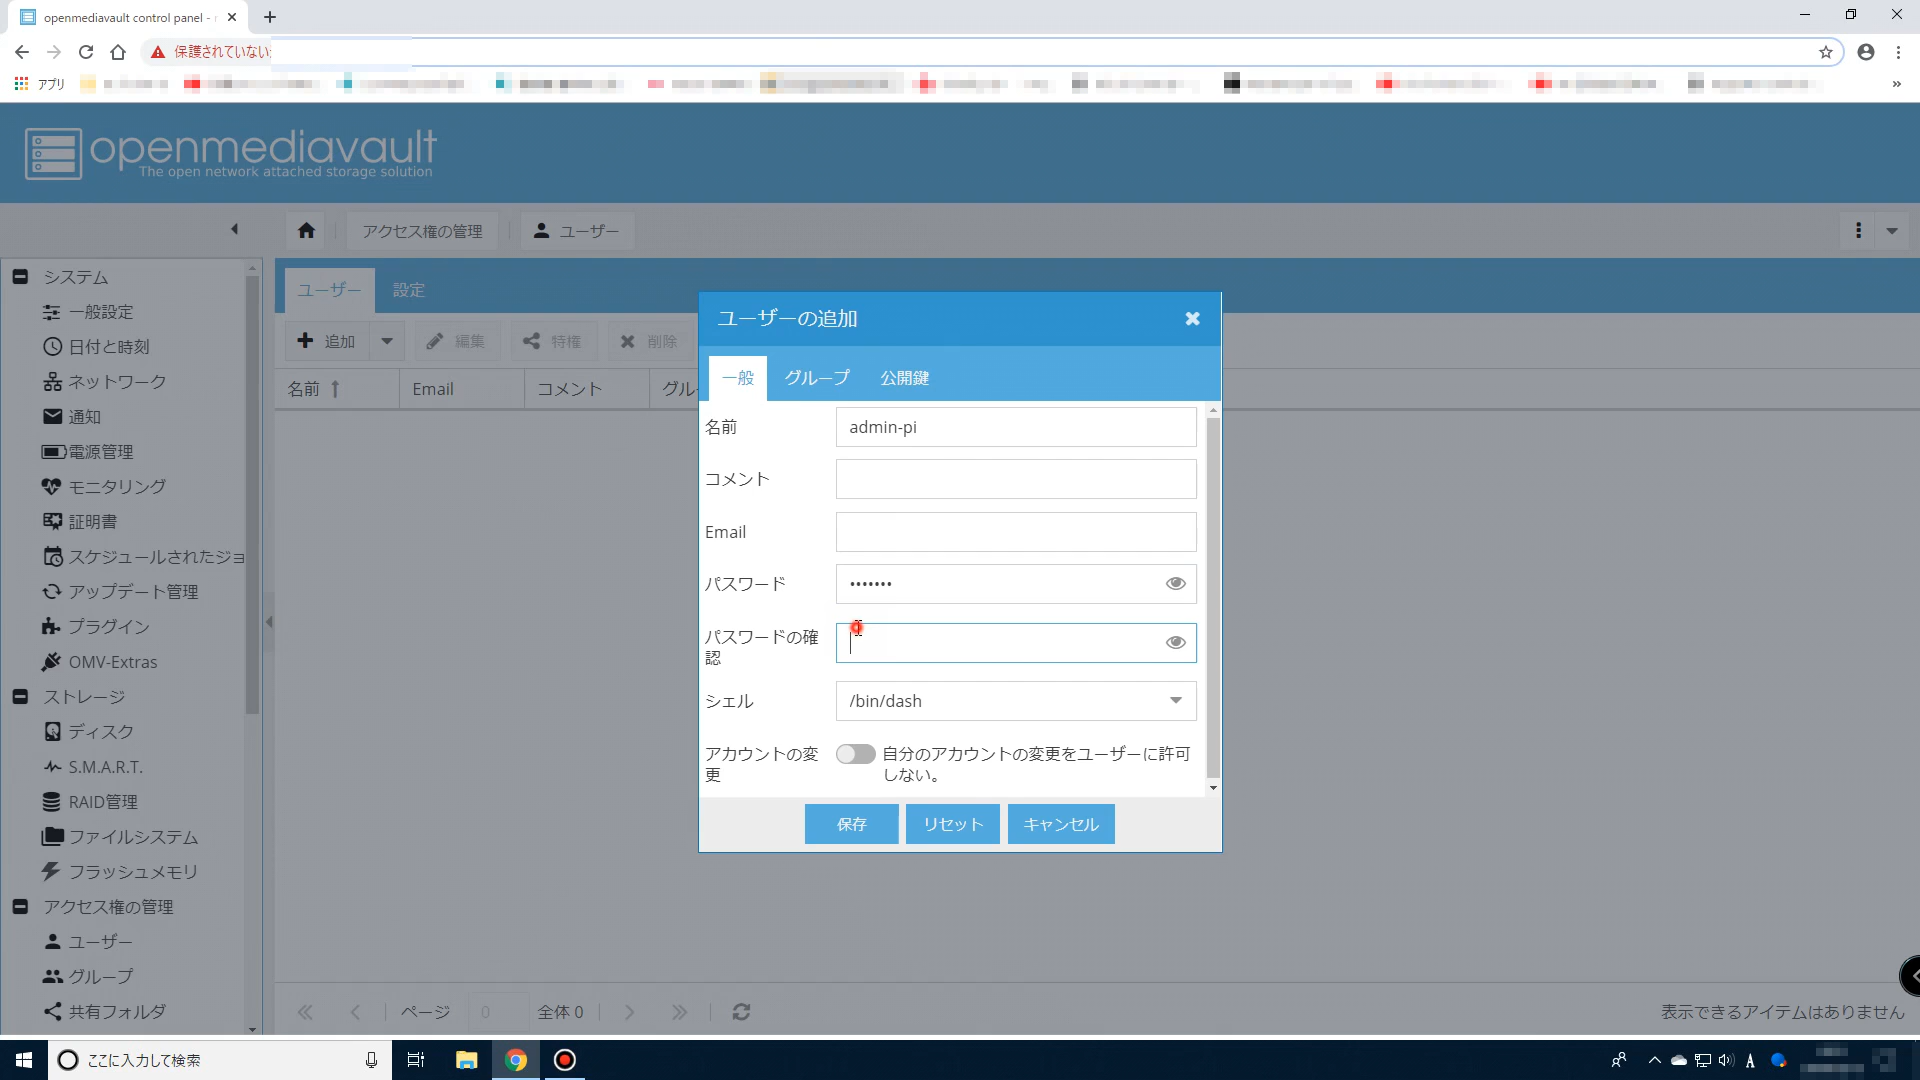 openmediavault control panel -
保護されていない
アプリ
openmediavault
The open network attached storage solution
アクセス権の管理
ユーザー
システム
一般設定
日付と時刻
ネットワーク
通知
電源管理
モニタリング
証明書
スケジュールされたジョ
アップデート管理
プラグイン
OMV-Extras
ストレージ
ディスク
S.M.A.R.T.
RAID管理
ファイルシステム
フラッシュメモリ
アクセス権の管理
ユーザー
グループ
共有フォルダ
ユーザー 設定
追加 編集 特権 削除
名前 Email コメント グル
ユーザーの追加
一般 グループ 公開鍵
名前 admin-pi
コメント
Email
パスワード •••••••
パスワードの確
認
シェル /bin/dash
アカウントの変
更
自分のアカウントの変更をユーザーに許可
しない。
保存 リセット キャンセル
ページ 0 全体 0
表示できるアイテムはありません
ここに入力して検索
A